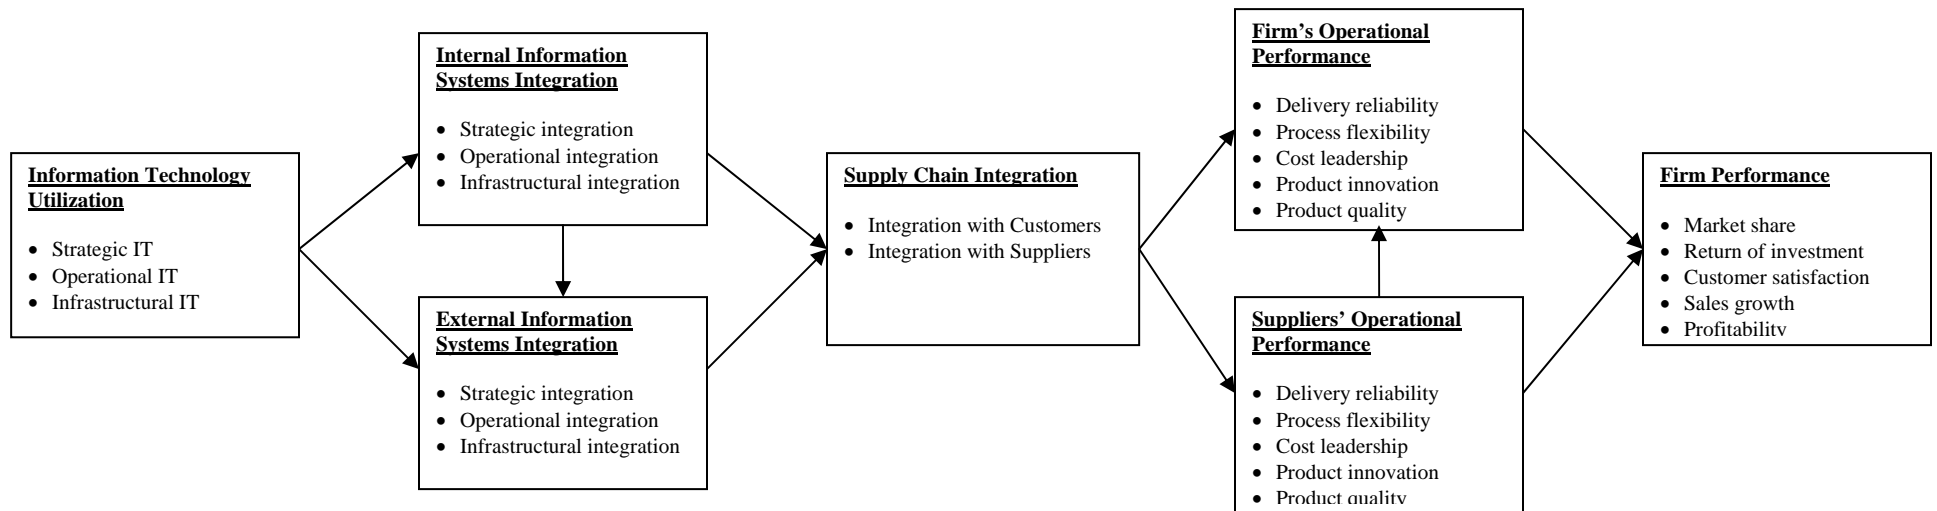 Information Technology
Utilization
• Strategic IT
• Operational IT
• Infrastructural IT
Internal Information
Systems Integration
• Strategic integration
• Operational integration
• Infrastructural integration
External Information
Systems Integration
• Strategic integration
• Operational integration
• Infrastructural integration
Supply Chain Integration
• Integration with Customers
• Integration with Suppliers
Firm’s Operational
Performance
• Delivery reliability
• Process flexibility
• Cost leadership
• Product innovation
• Product quality
Suppliers’ Operational
Performance
• Delivery reliability
• Process flexibility
• Cost leadership
• Product innovation
• Product quality
Firm Performance
• Market share
• Return of investment
• Customer satisfaction
• Sales growth
• Profitability